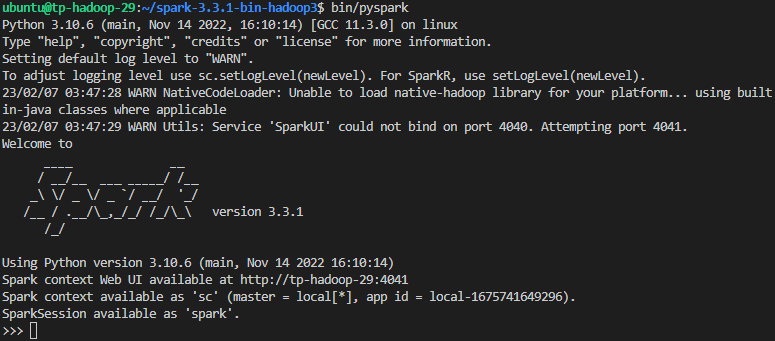 ubuntu@tp-hadoop-29:~/spark-3.3.1-bin-hadoop3$ bin/pyspark
Python 3.10.6 (main, Nov 14 2022, 16:10:14) [GCC 11.3.0] on linux
Type "help", "copyright", "credits" or "license" for more information.
Setting default log level to "WARN".
To adjust logging level use sc.setLogLevel(newLevel). For SparkR, use setLogLevel(newLevel).
23/02/07 03:47:28 WARN NativeCodeLoader: Unable to load native-hadoop library for your platform... using built
in-java classes where applicable
23/02/07 03:47:29 WARN Utils: Service 'SparkUI' could not bind on port 4040. Attempting port 4041.
Welcome to
      ____              __
     / __/__  ___ _____/ /__
    _\ \/ _ \/ _ `/ __/  '_/
   /__ / .__/\_,_/_/ /_/\_\   version 3.3.1
      /_/
Using Python version 3.10.6 (main, Nov 14 2022 16:10:14)
Spark context Web UI available at http://tp-hadoop-29:4041
Spark context available as 'sc' (master = local[*], app id = local-1675741649296).
SparkSession available as 'spark'.
>>>